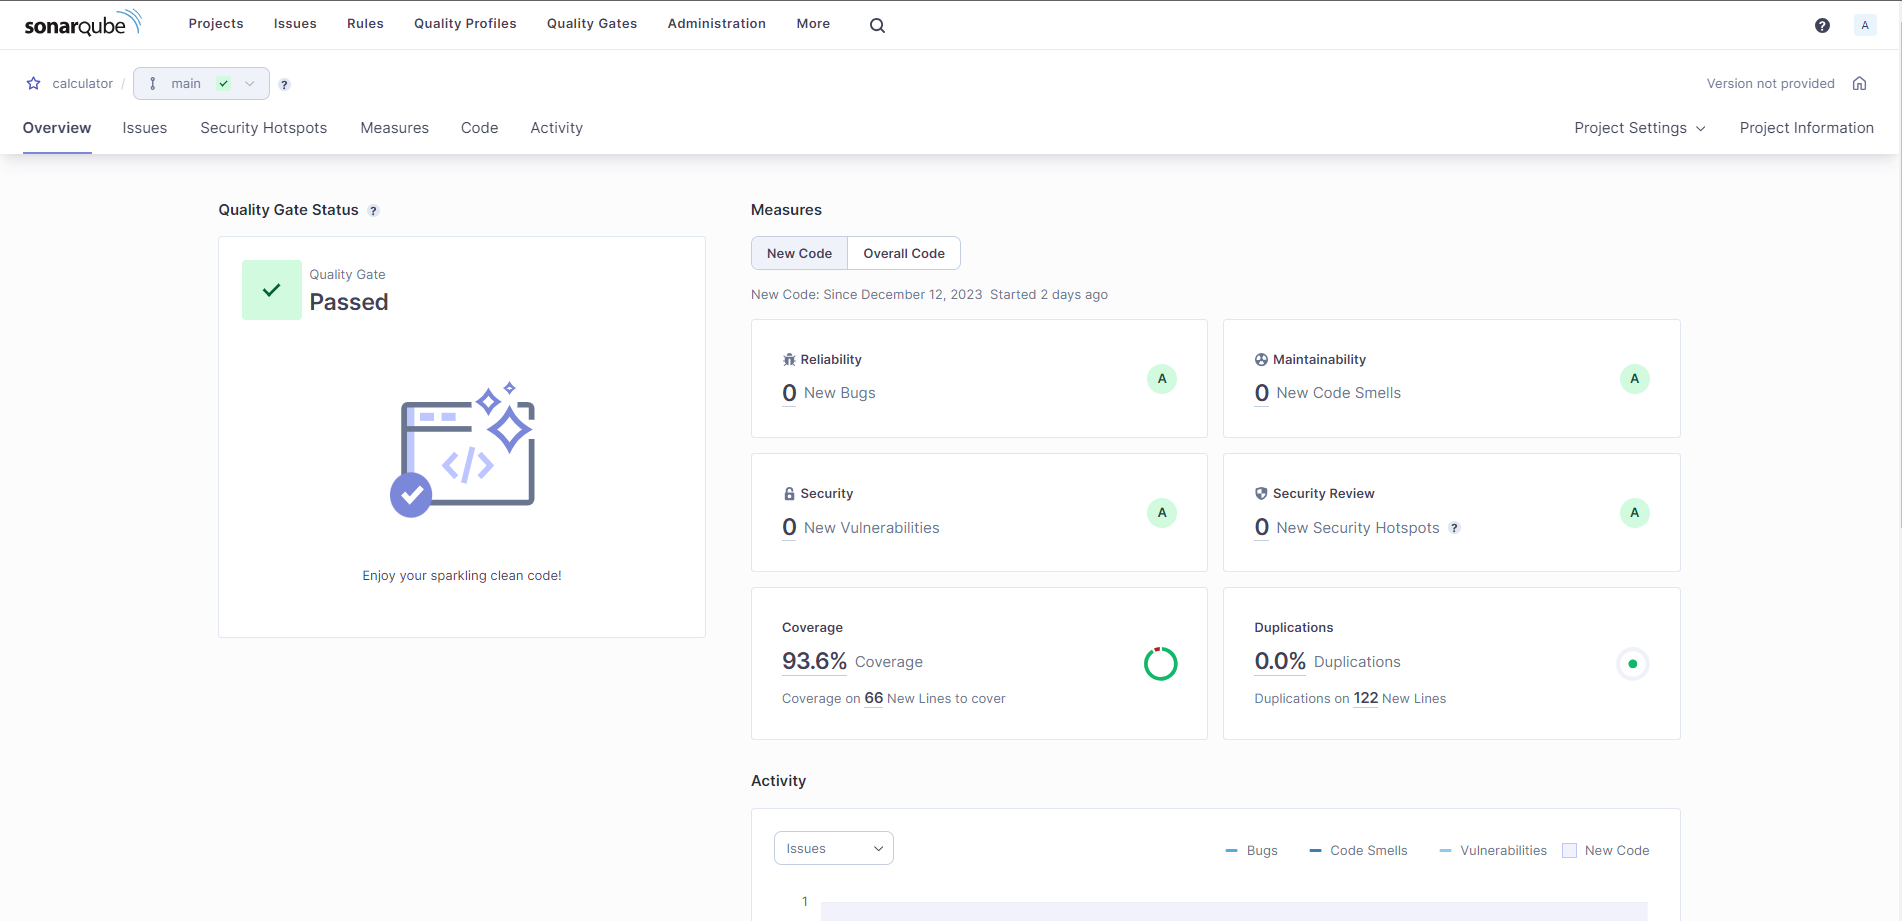 sonarqube Projects Issues Rules Quality Profiles Quality Gates Administration More ? A
calculator / main ? Version not provided
Overview Issues Security Hotspots Measures Code Activity Project Settings Project Information
Quality Gate Status ?
Quality Gate
Passed
</>
Enjoy your sparkling clean code!
Measures
New Code Overall Code
New Code: Since December 12, 2023 Started 2 days ago
Reliability
0 New Bugs
A
Maintainability
0 New Code Smells
A
Security
0 New Vulnerabilities
A
Security Review
0 New Security Hotspots ?
A
Coverage
93.6% Coverage
Coverage on 66 New Lines to cover
Duplications
0.0% Duplications
Duplications on 122 New Lines
Activity
Issues Bugs Code Smells Vulnerabilities New Code
1